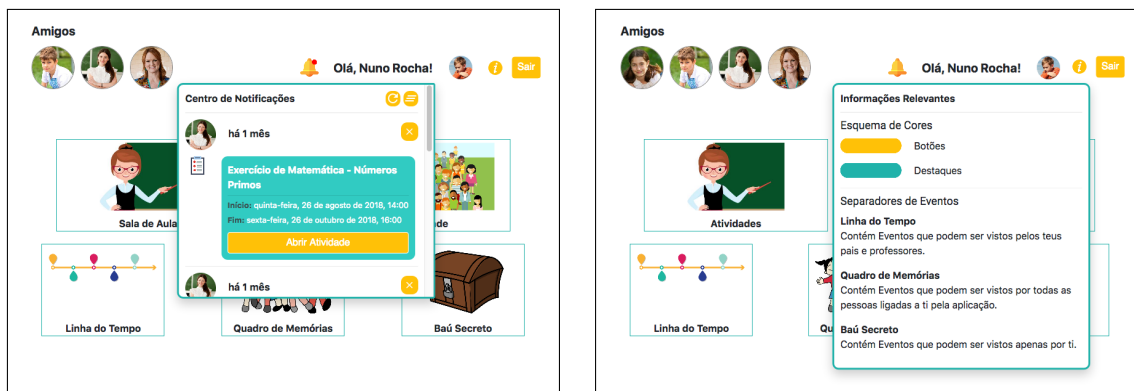 Amigos
Olá, Nuno Rocha!
i
Sair
Centro de Notificações
há 1 mês
Exercício de Matemática - Números
Primos
Início: quinta-feira, 26 de agosto de 2018, 14:00
Fim: sexta-feira, 26 de outubro de 2018, 16:00
Abrir Atividade
há 1 mês
Sala de Aula
de
Linha do Tempo
Quadro de Memórias
Baú Secreto
Amigos
Olá, Nuno Rocha!
i
Sair
Informações Relevantes
Esquema de Cores
Botões
Destaques
Separadores de Eventos
Linha do Tempo
Contém Eventos que podem ser vistos pelos teus
pais e professores.
Quadro de Memórias
Contém Eventos que podem ser vistos por todas as
pessoas ligadas a ti pela aplicação.
Baú Secreto
Contém Eventos que podem ser vistos apenas por ti.
Atividades
Linha do Tempo
Qu